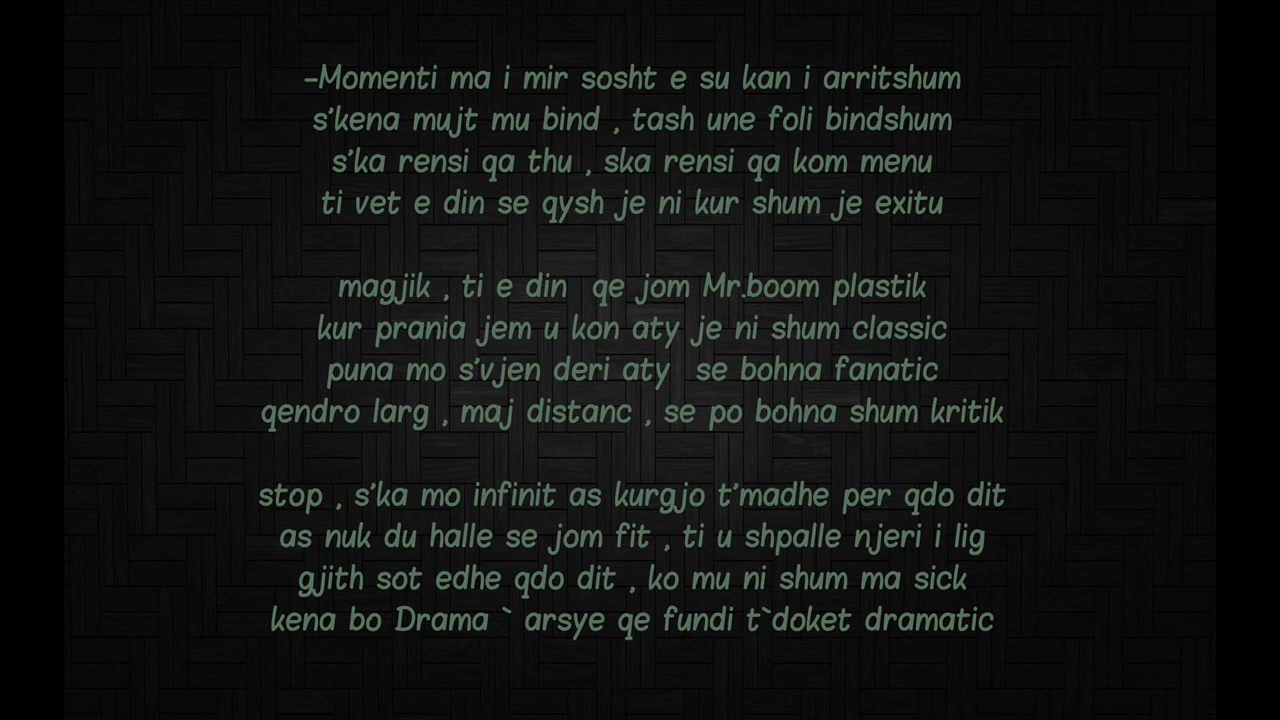 -Momenti ma i mir sosht e su kan i arritshum
s'kena mujt mu bind , tash une foli bindshum
s'ka rensi qa thu , ska rensi qa kom menu
ti vet e din se qysh je ni kur shum je exitu
magjik , ti e din qe jom Mr.boom plastik
kur prania jem u kon aty je ni shum classic
puna mo s'vjen deri aty se bohna fanatic
qendro larg , maj distanc , se po bohna shum kritik
stop , s'ka mo infinit as kurgjo t'madhe per qdo dit
as nuk du halle se jom fit , ti u shpalle njeri i lig
gjith sot edhe qdo dit , ko mu ni shum ma sick
kena bo Drama ` arsye qe fundi t`doket dramatic